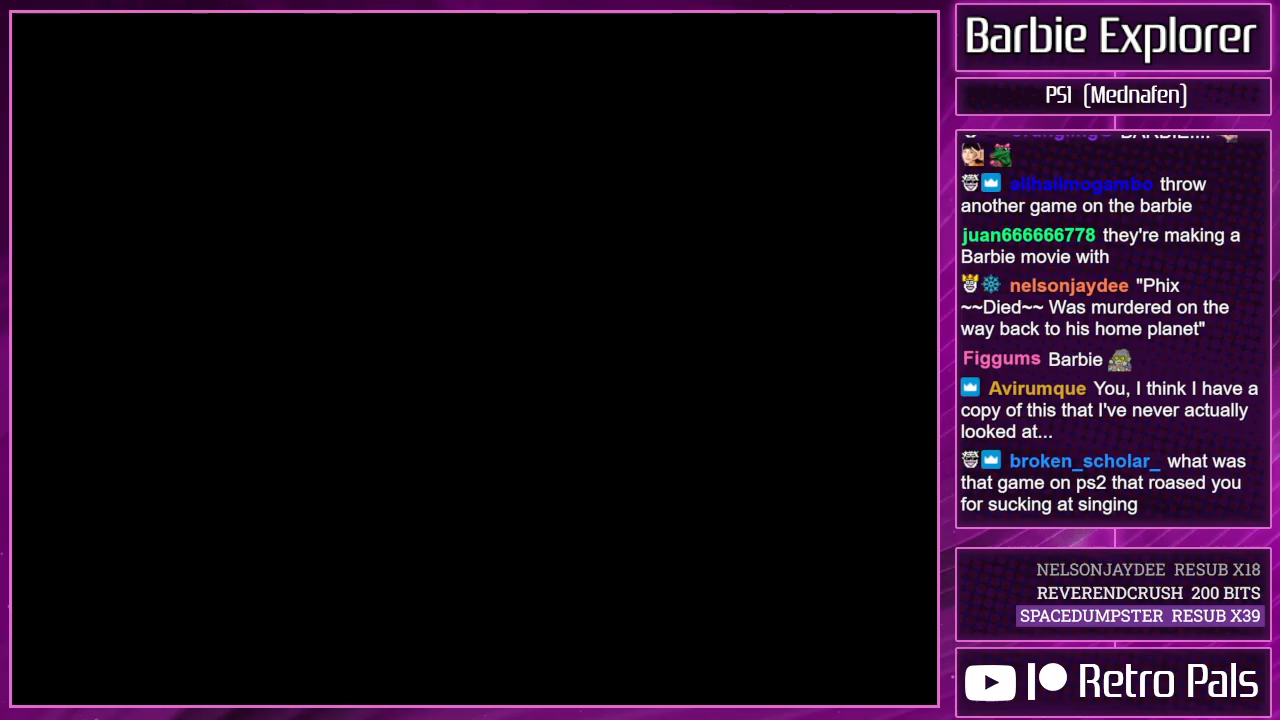 Barbie Explorer
PS1 (Mednafen)
allhailmogambo throw
another game on the barbie
juan666666778 they're making a
Barbie movie with
nelsonjaydee "Phix
~~Died~~ Was murdered on the
way back to his home planet"
Figgums Barbie
Avirumque You, I think I have a
copy of this that I've never actually
looked at...
broken_scholar_ what was
that game on ps2 that roased you
for sucking at singing
NELSONJAYDEE RESUB X18
REVERENDCRUSH 200 BITS
SPACEDUMPSTER RESUB X39
Retro Pals